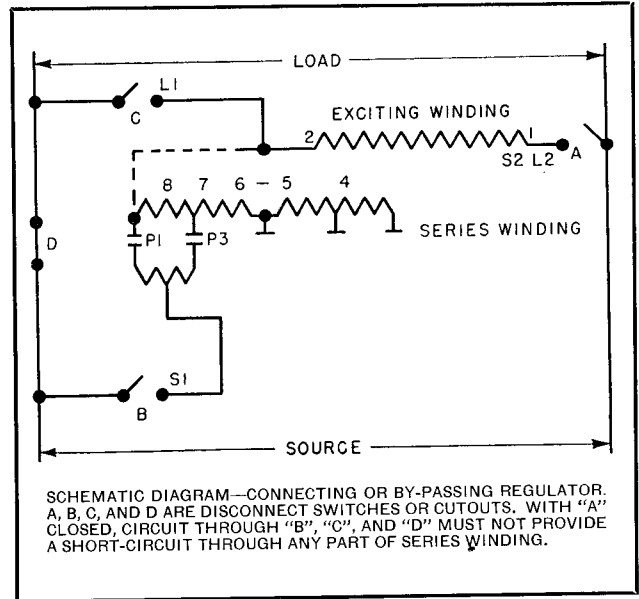 LOAD
L1
C
EXCITING WINDING
2 1
S2 L2 A
8 7 6 – 5 4
SERIES WINDING
P1 P3
D
S1
B
SOURCE
SCHEMATIC DIAGRAM—CONNECTING OR BY-PASSING REGULATOR.
A, B, C, AND D ARE DISCONNECT SWITCHES OR CUTOUTS. WITH “A”
CLOSED, CIRCUIT THROUGH “B”, “C”, AND “D” MUST NOT PROVIDE
A SHORT-CIRCUIT THROUGH ANY PART OF SERIES WINDING.